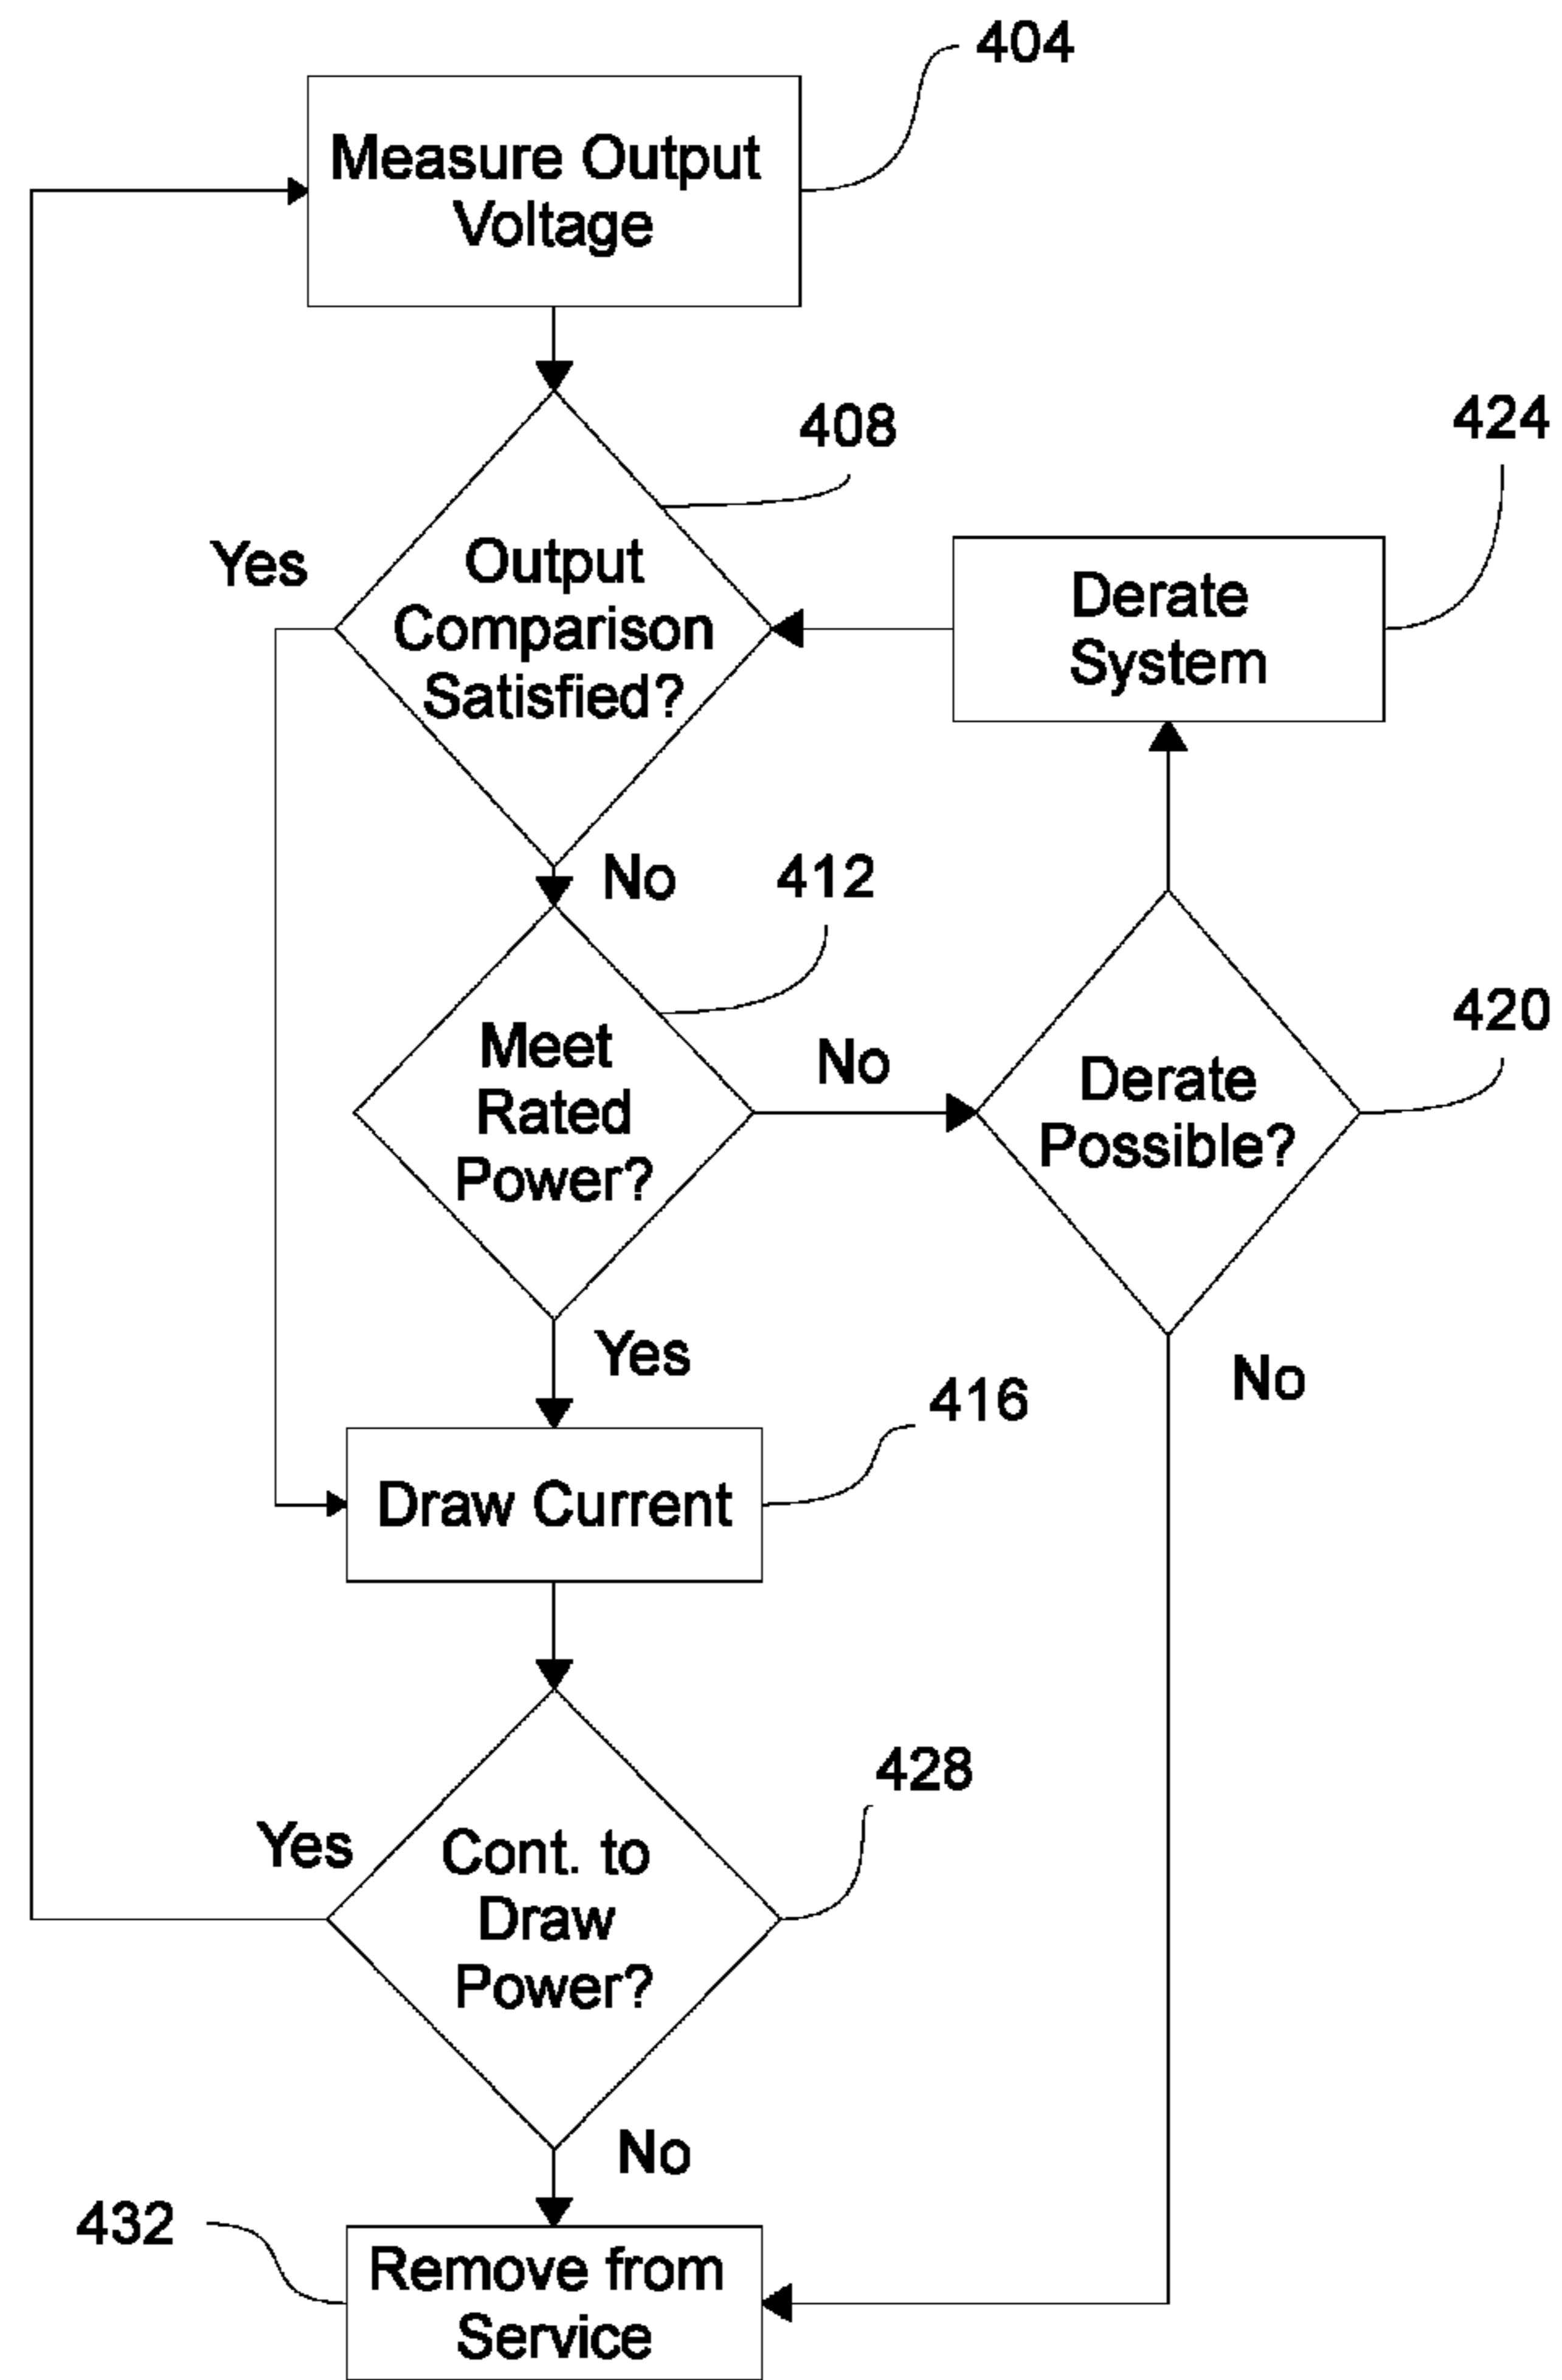 404
Measure Output
Voltage
408
424
Yes
Output
Comparison
Satisfied?
Derate
System
No
412
420
Meet
Rated
Power?
No
Derate
Possible?
Yes
No
416
Draw Current
428
Yes
Cont. to
Draw
Power?
No
432
Remove from
Service